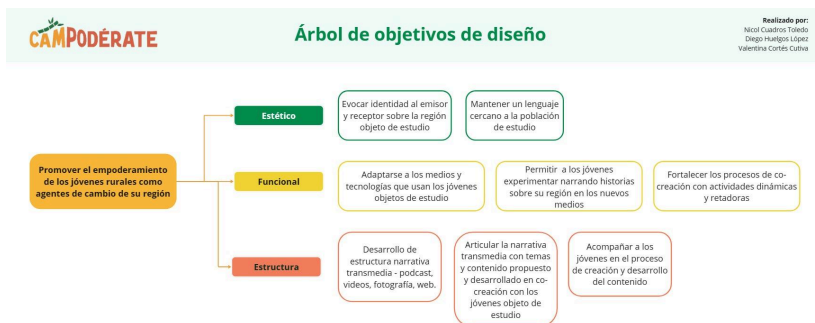 CAMPODÉRATE
Árbol de objetivos de diseño
Realizado por:
Nicol Cuadros Toledo
Diego Huelgos López
Valentina Cortés Cutiva
Promover el empoderamiento
de los jóvenes rurales como
agentes de cambio de su región
Estético
Evocar identidad al emisor
y receptor sobre la región
objeto de estudio
Mantener un lenguaje
cercano a la población
de estudio
Funcional
Adaptarse a los medios y
tecnologías que usan los jóvenes
objetos de estudio
Permitir a los jóvenes
experimentar narrando historias
sobre su región en los nuevos
medios
Fortalecer los procesos de co-
creación con actividades dinámicas
y retadoras
Estructura
Desarrollo de
estructura narrativa
transmedia - podcast,
videos, fotografía, web.
Articular la narrativa
transmedia con temas
y contenido propuesto
y desarrollado en co-
creación con los
jóvenes objeto de
estudio
Acompañar a los
jóvenes en el proceso
de creación y desarrollo
del contenido